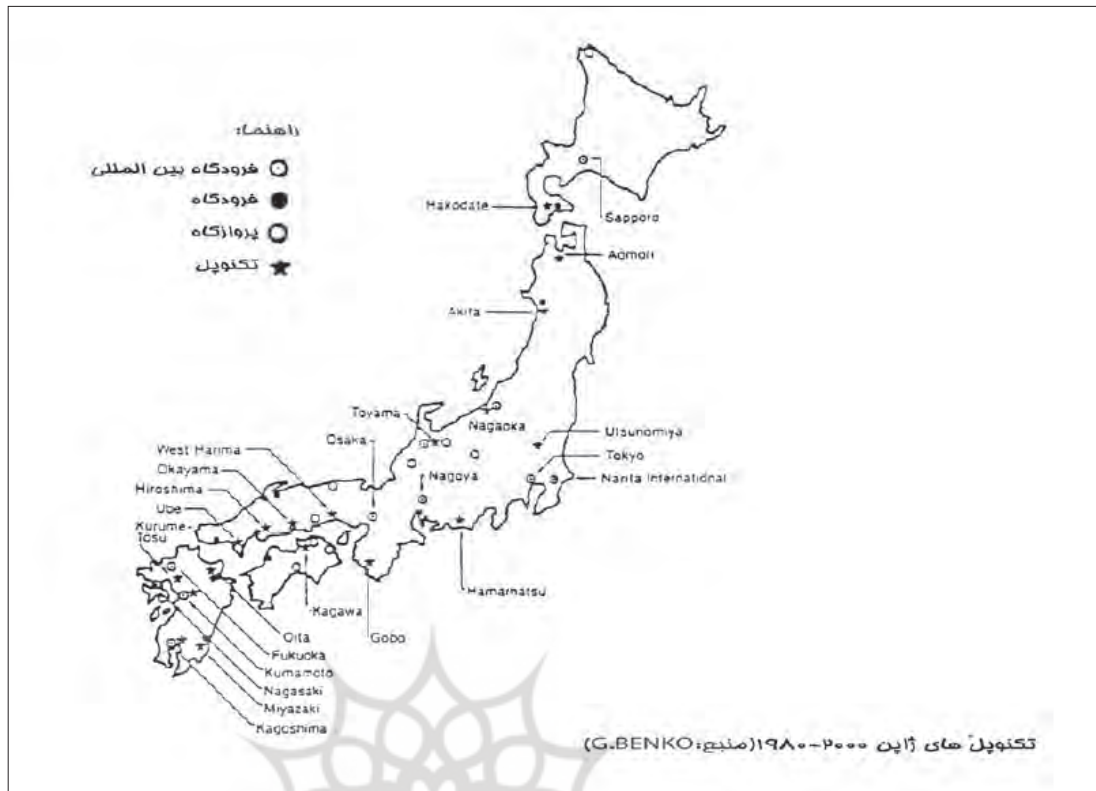 راهنما:
فرودگاه بین المللی
فرودگاه
پروازگاه
تکنوپل
Hakodate
Sapporo
Aomori
Akita
Toyama
Nagaoka
Osaka
Utsunomiya
West Harima
Tokyo
Okayama
Nagoya
Narita International
Hiroshima
Ube
Kurume-
Tosu
Hamamatsu
Kagawa
Oita
Gobo
Fukuoka
Kumamoto
Nagasaki
Miyazaki
Kagoshima
تکنوپل های ژاپن ۲۰۰۰-۱۹۸۰(منبع:G.BENKO)